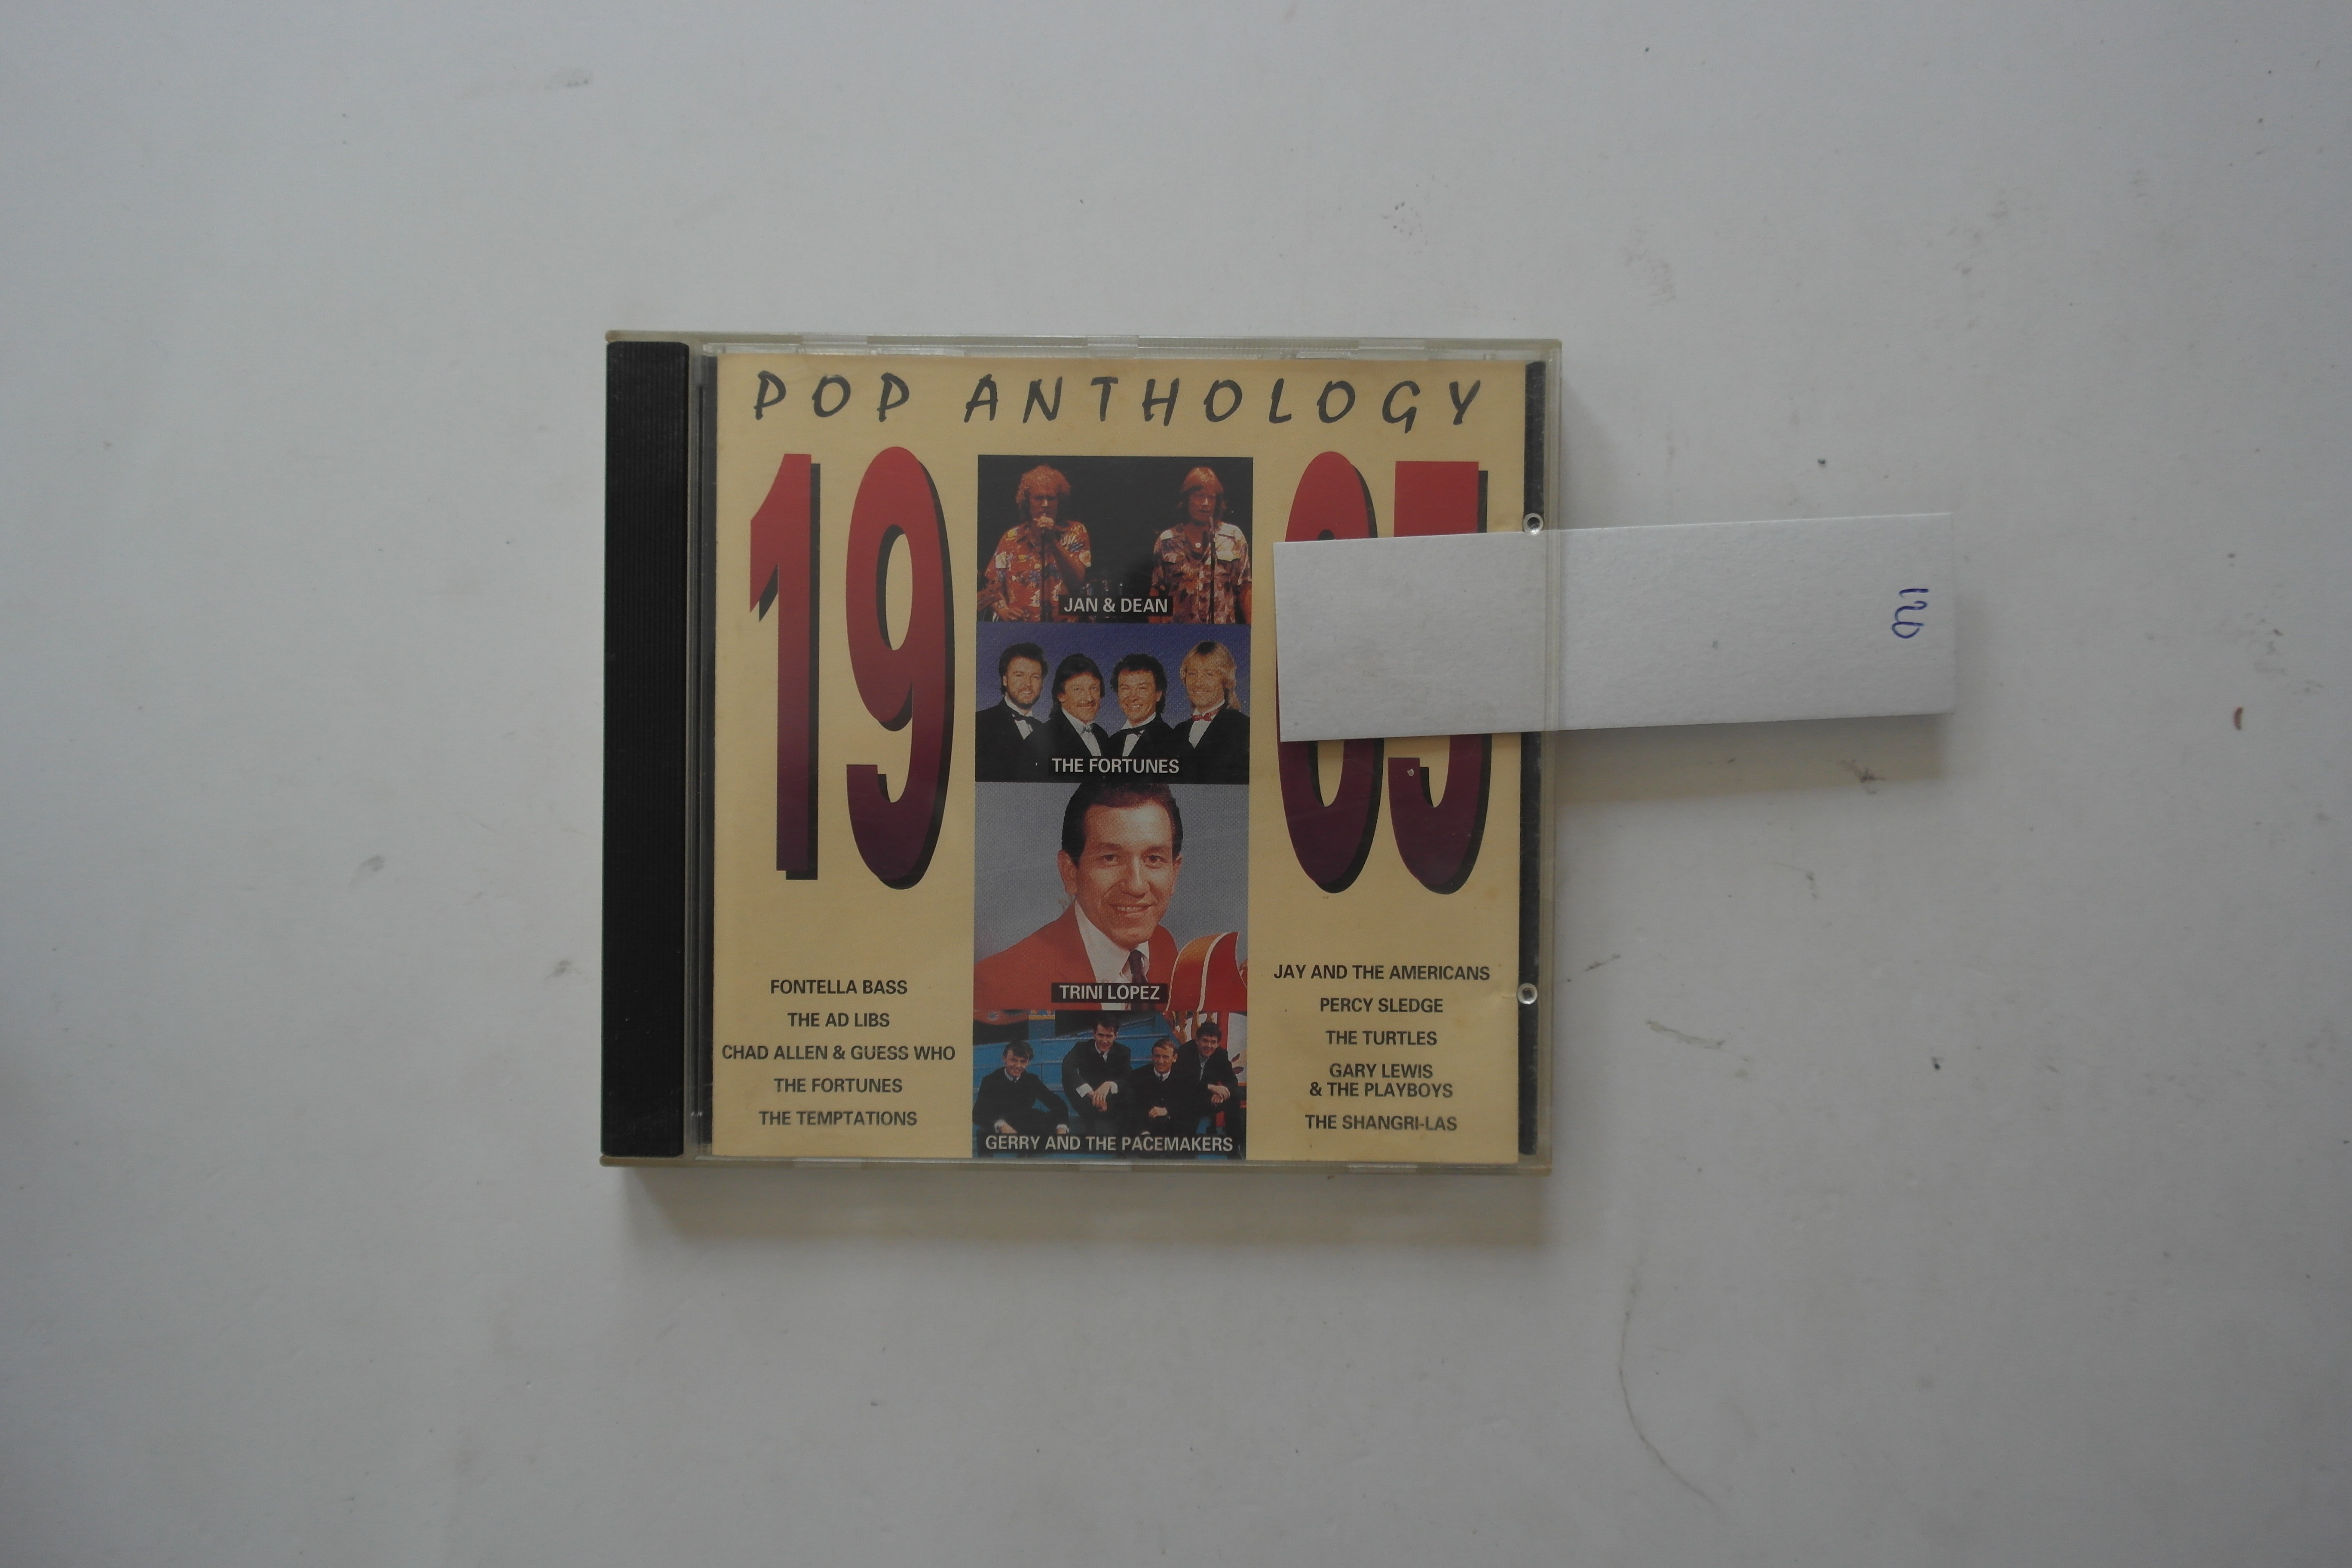 POP ANTHOLOGY
19
JAN & DEAN
THE FORTUNES
TRINI LOPEZ
GERRY AND THE PACEMAKERS
FONTELLA BASS
THE AD LIBS
CHAD ALLEN & GUESS WHO
THE FORTUNES
THE TEMPTATIONS
JAY AND THE AMERICANS
PERCY SLEDGE
THE TURTLES
GARY LEWIS
& THE PLAYBOYS
THE SHANGRI-LAS